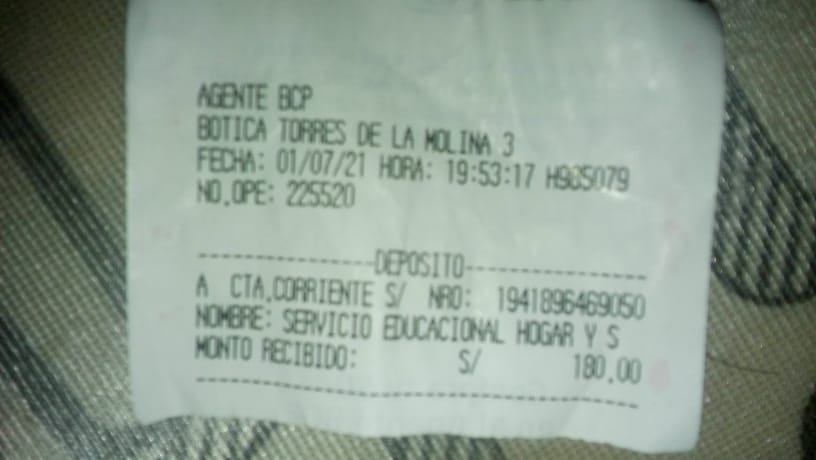 AGENTE BCP
BOTICA TORRES DE LA MOLINA 3
FECHA: 01/07/21 HORA: 19:53:17 H985079
NO.OPE: 225520
------------------DEPOSITO------------------
A CTA.CORRIENTE S/ NRO: 1941896469050
NOMBRE: SERVICIO EDUCACIONAL HOGAR Y S
MONTO RECIBIDO: S/ 180.00
--------------------------------------------